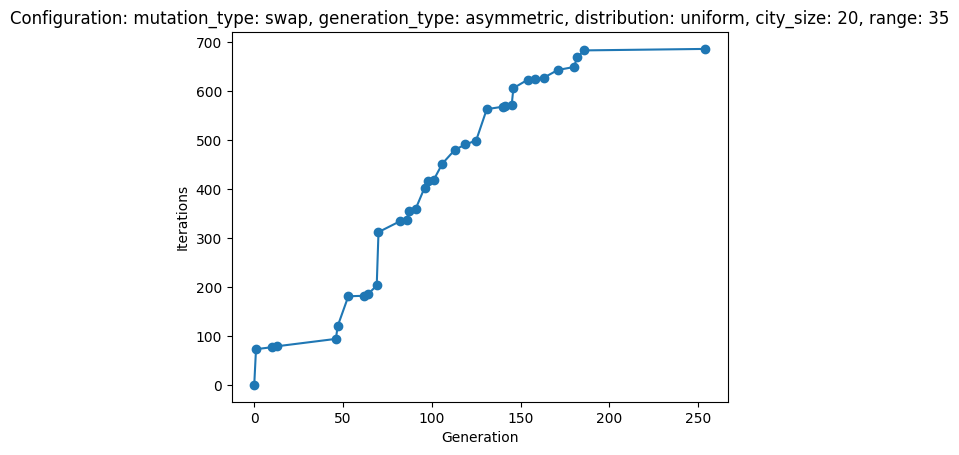 Configuration: mutation_type: swap, generation_type: asymmetric, distribution: uniform, city_size: 20, range: 35
700
600
500
400
300
200
100
0
Iterations
0 50 100 150 200 250
Generation